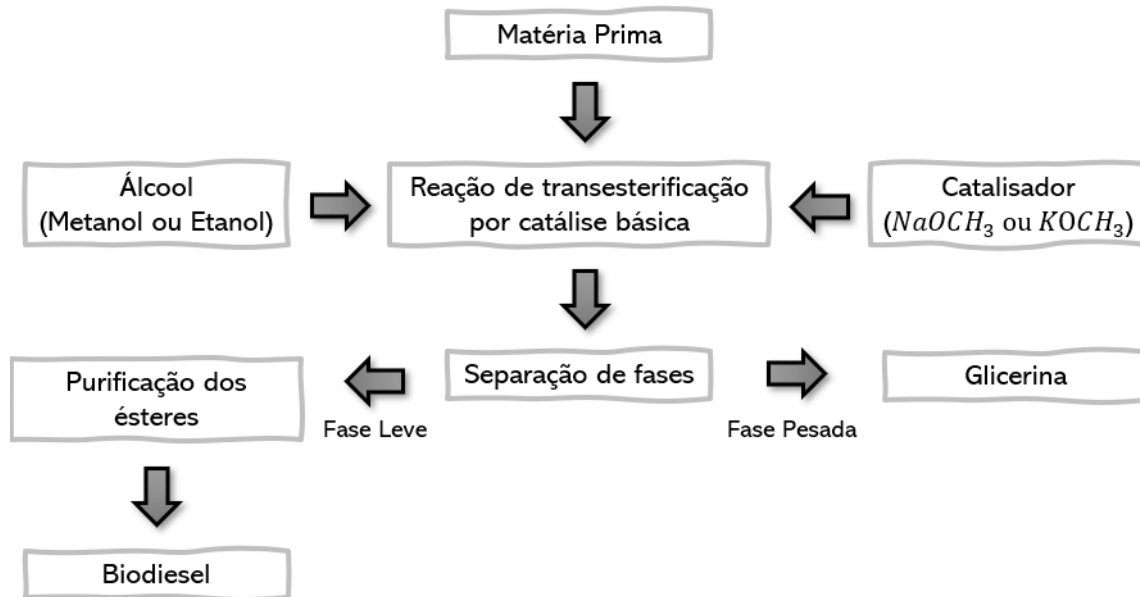 Matéria Prima
Álcool
(Metanol ou Etanol)
Reação de transesterificação
por catálise básica
Catalisador
(NaOCH₃ ou KOCH₃)
Purificação dos
ésteres
Separação de fases
Glicerina
Fase Leve
Fase Pesada
Biodiesel